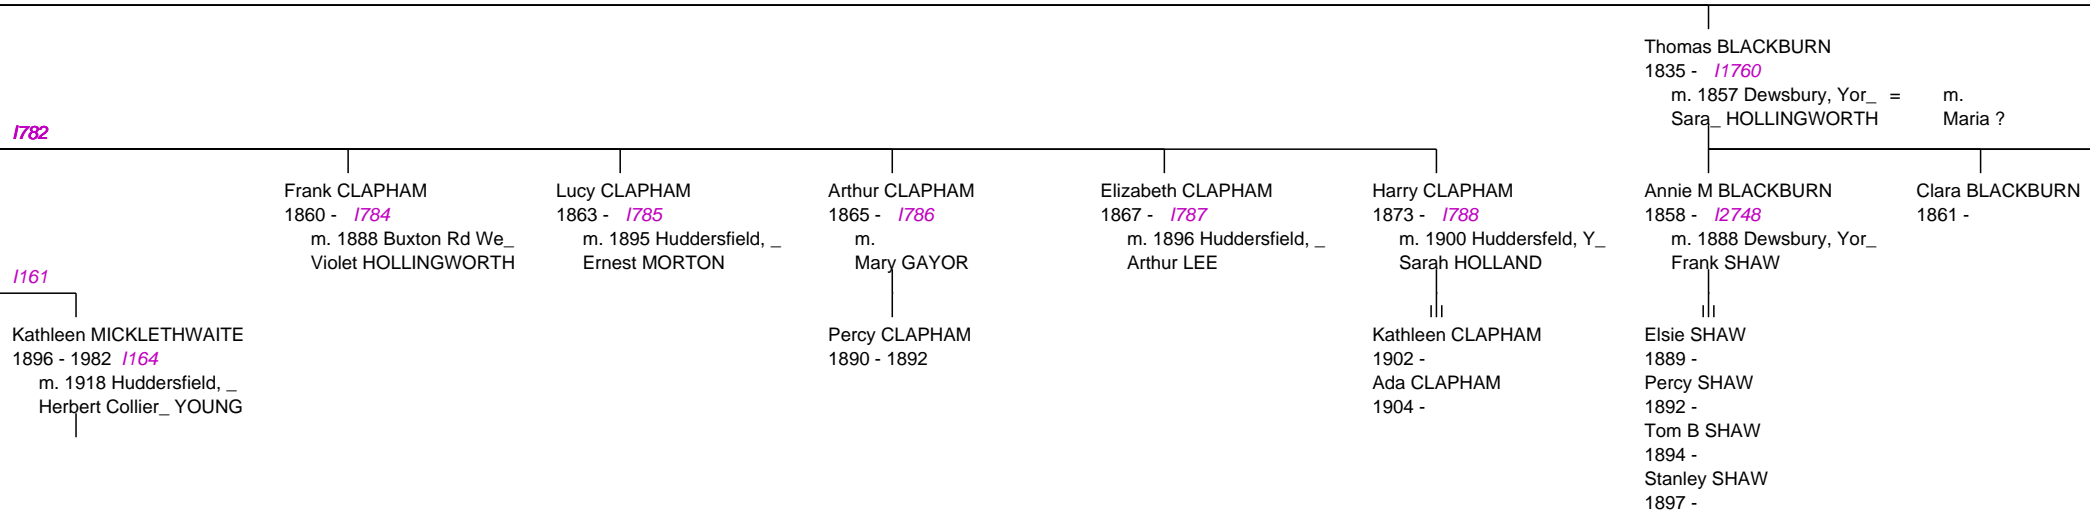 Thomas BLACKBURN
1835 - I1760
m. 1857 Dewsbury, Yor_ = m.
Sara_ HOLLINGWORTH Maria ?
I782
Frank CLAPHAM
1860 - I784
m. 1888 Buxton Rd We_
Violet HOLLINGWORTH
Lucy CLAPHAM
1863 - I785
m. 1895 Huddersfield, _
Ernest MORTON
Arthur CLAPHAM
1865 - I786
m.
Mary GAYOR
Elizabeth CLAPHAM
1867 - I787
m. 1896 Huddersfield, _
Arthur LEE
Harry CLAPHAM
1873 - I788
m. 1900 Huddersfeld, Y_
Sarah HOLLAND
Annie M BLACKBURN
1858 - I2748
m. 1888 Dewsbury, Yor_
Frank SHAW
Clara BLACKBURN
1861 -
I161
Kathleen MICKLETHWAITE
1896 - 1982 I164
m. 1918 Huddersfield, _
Herbert Collier_ YOUNG
Percy CLAPHAM
1890 - 1892
Kathleen CLAPHAM
1902 -
Ada CLAPHAM
1904 -
Elsie SHAW
1889 -
Percy SHAW
1892 -
Tom B SHAW
1894 -
Stanley SHAW
1897 -